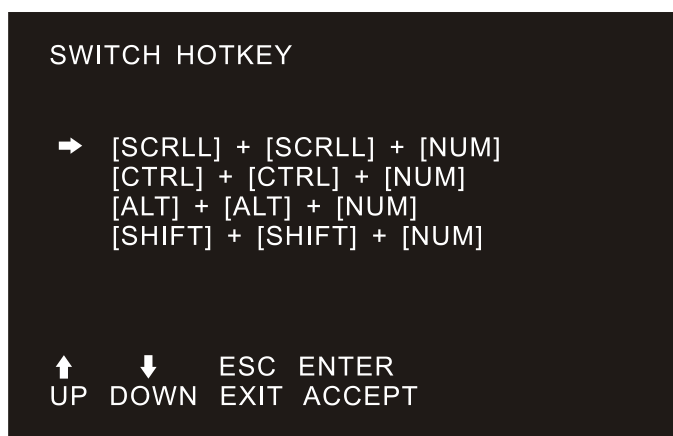 SWITCH HOTKEY
➡ [SCRLL] + [SCRLL] + [NUM]
[CTRL] + [CTRL] + [NUM]
[ALT] + [ALT] + [NUM]
[SHIFT] + [SHIFT] + [NUM]
⬆ ⬇ ESC ENTER
UP DOWN EXIT ACCEPT